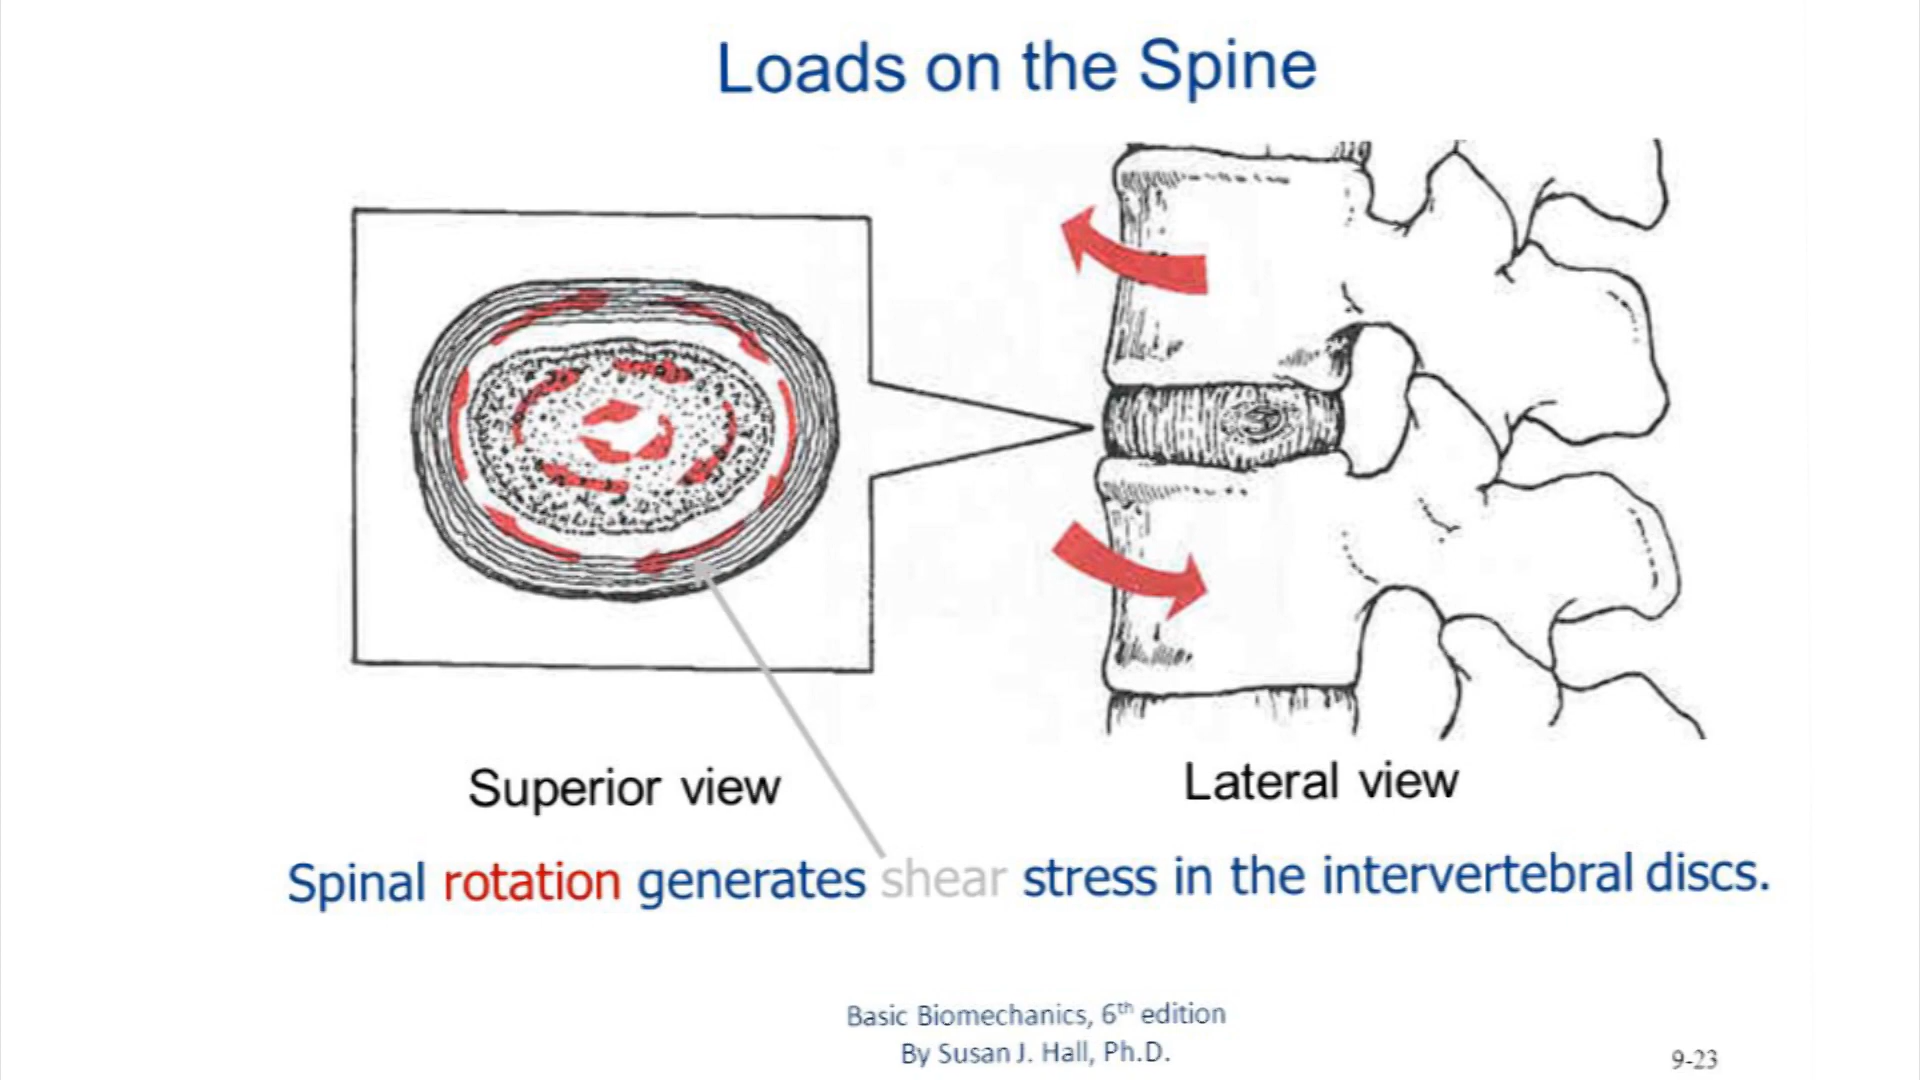 Loads on the Spine
Superior view
Lateral view
Spinal rotation generates shear stress in the intervertebral discs.
Basic Biomechanics, 6th edition
By Susan J. Hall, Ph.D.
9-23